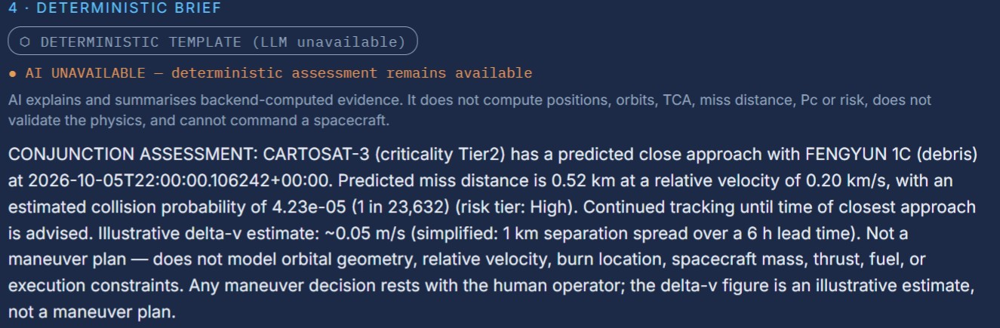 4 · DETERMINISTIC BRIEF
⬡ DETERMINISTIC TEMPLATE (LLM unavailable)
● AI UNAVAILABLE — deterministic assessment remains available
AI explains and summarises backend-computed evidence. It does not compute positions, orbits, TCA, miss distance, Pc or risk, does not
validate the physics, and cannot command a spacecraft.
CONJUNCTION ASSESSMENT: CARTOSAT-3 (criticality Tier2) has a predicted close approach with FENGYUN 1C (debris)
at 2026-10-05T22:00:00.106242+00:00. Predicted miss distance is 0.52 km at a relative velocity of 0.20 km/s, with an
estimated collision probability of 4.23e-05 (1 in 23,632) (risk tier: High). Continued tracking until time of closest approach
is advised. Illustrative delta-v estimate: ~0.05 m/s (simplified: 1 km separation spread over a 6 h lead time). Not a
maneuver plan — does not model orbital geometry, relative velocity, burn location, spacecraft mass, thrust, fuel, or
execution constraints. Any maneuver decision rests with the human operator; the delta-v figure is an illustrative estimate,
not a maneuver plan.